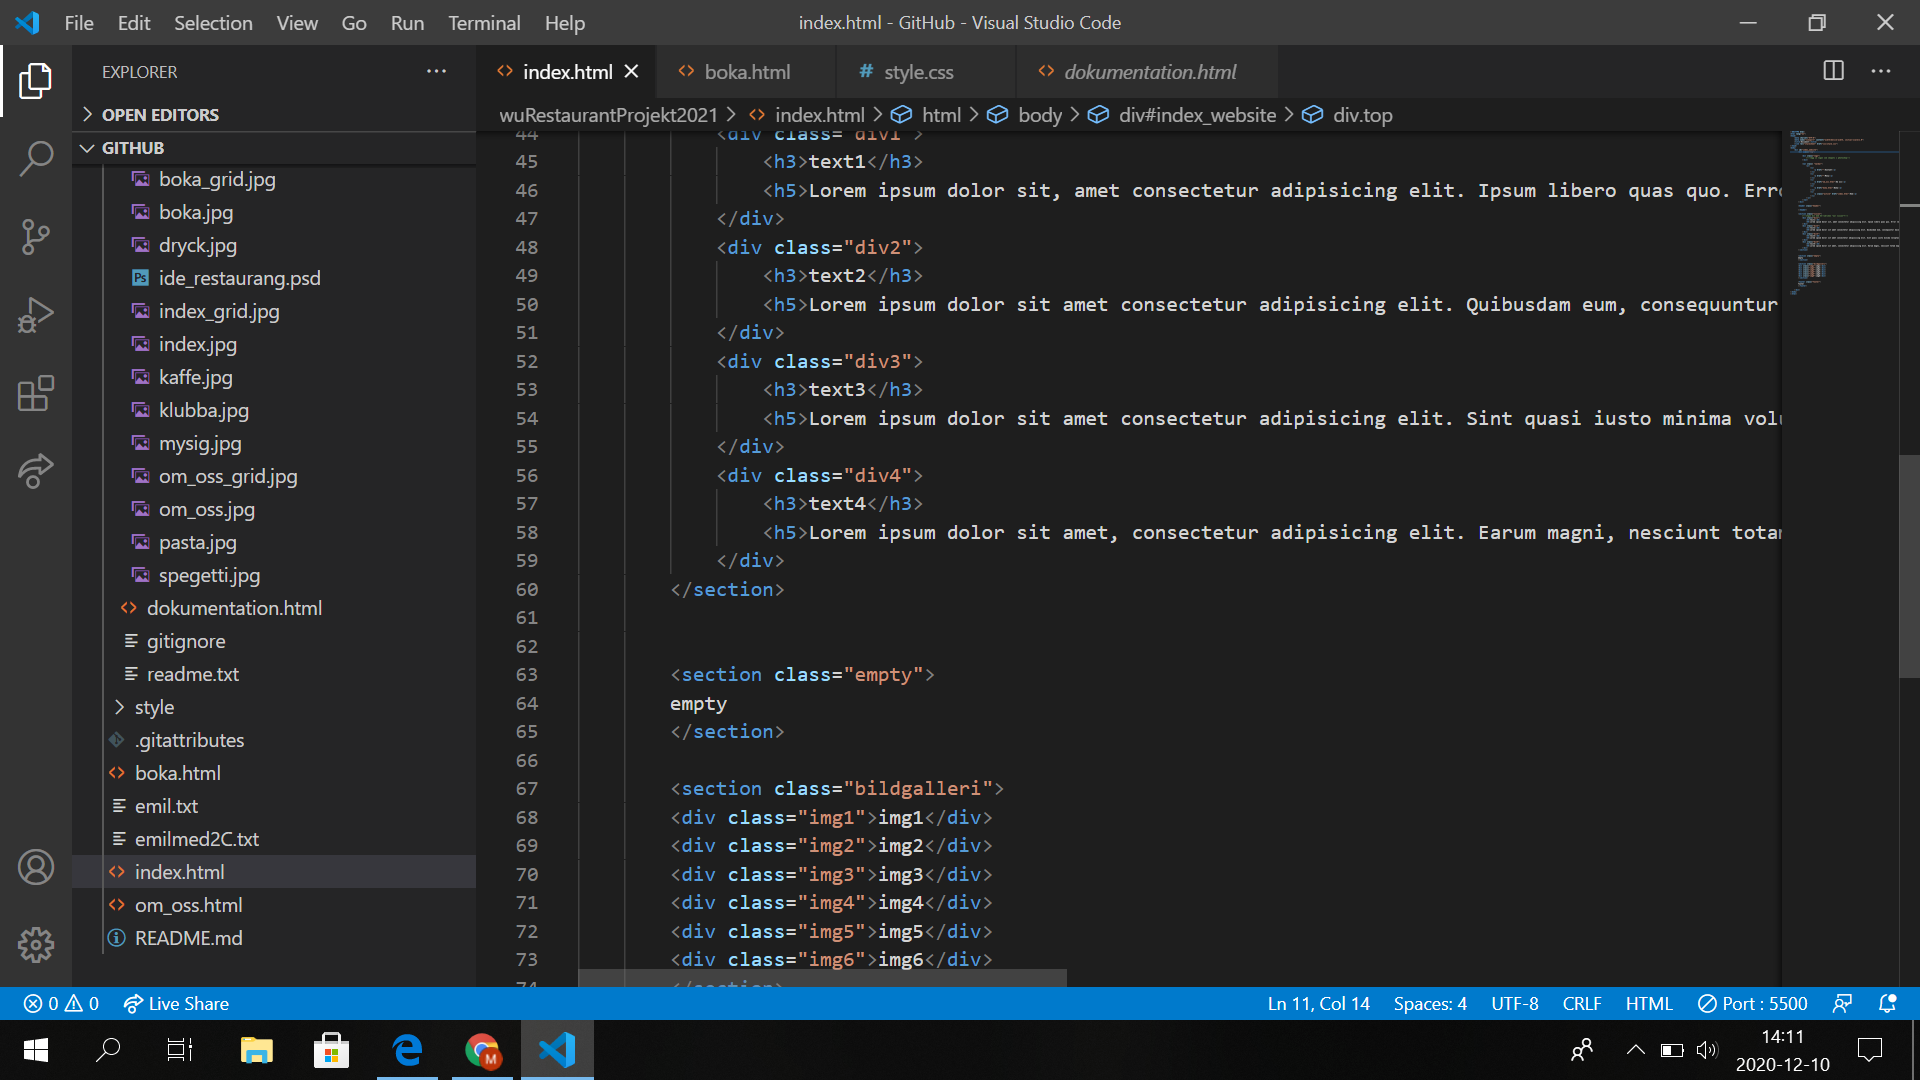 File Edit Selection View Go Run Terminal Help
index.html - GitHub - Visual Studio Code
EXPLORER
index.html
boka.html
# style.css
dokumentation.html
OPEN EDITORS
wuRestaurantProjekt2021 > index.html > html > body > div#index_website > div.top
GITHUB
boka_grid.jpg
boka.jpg
dryck.jpg
Ps ide_restaurang.psd
index_grid.jpg
index.jpg
kaffe.jpg
klubba.jpg
mysig.jpg
om_oss_grid.jpg
om_oss.jpg
pasta.jpg
spegetti.jpg
dokumentation.html
gitignore
readme.txt
style
.gitattributes
boka.html
emil.txt
emilmed2C.txt
index.html
om_oss.html
README.md
44 <div class="div1">
45 <h3>text1</h3>
46 <h5>Lorem ipsum dolor sit, amet consectetur adipisicing elit. Ipsum libero quas quo. Erro
47 </div>
48 <div class="div2">
49 <h3>text2</h3>
50 <h5>Lorem ipsum dolor sit amet consectetur adipisicing elit. Quibusdam eum, consequuntur
51 </div>
52 <div class="div3">
53 <h3>text3</h3>
54 <h5>Lorem ipsum dolor sit amet consectetur adipisicing elit. Sint quasi iusto minima volu
55 </div>
56 <div class="div4">
57 <h3>text4</h3>
58 <h5>Lorem ipsum dolor sit amet, consectetur adipisicing elit. Earum magni, nesciunt totam
59 </div>
60 </section>
61
62
63 <section class="empty">
64 empty
65 </section>
66
67 <section class="bildgalleri">
68 <div class="img1">img1</div>
69 <div class="img2">img2</div>
70 <div class="img3">img3</div>
71 <div class="img4">img4</div>
72 <div class="img5">img5</div>
73 <div class="img6">img6</div>
74 </section>
0 0 Live Share
Ln 11, Col 14 Spaces: 4 UTF-8 CRLF HTML Port : 5500
M
14:11
2020-12-10